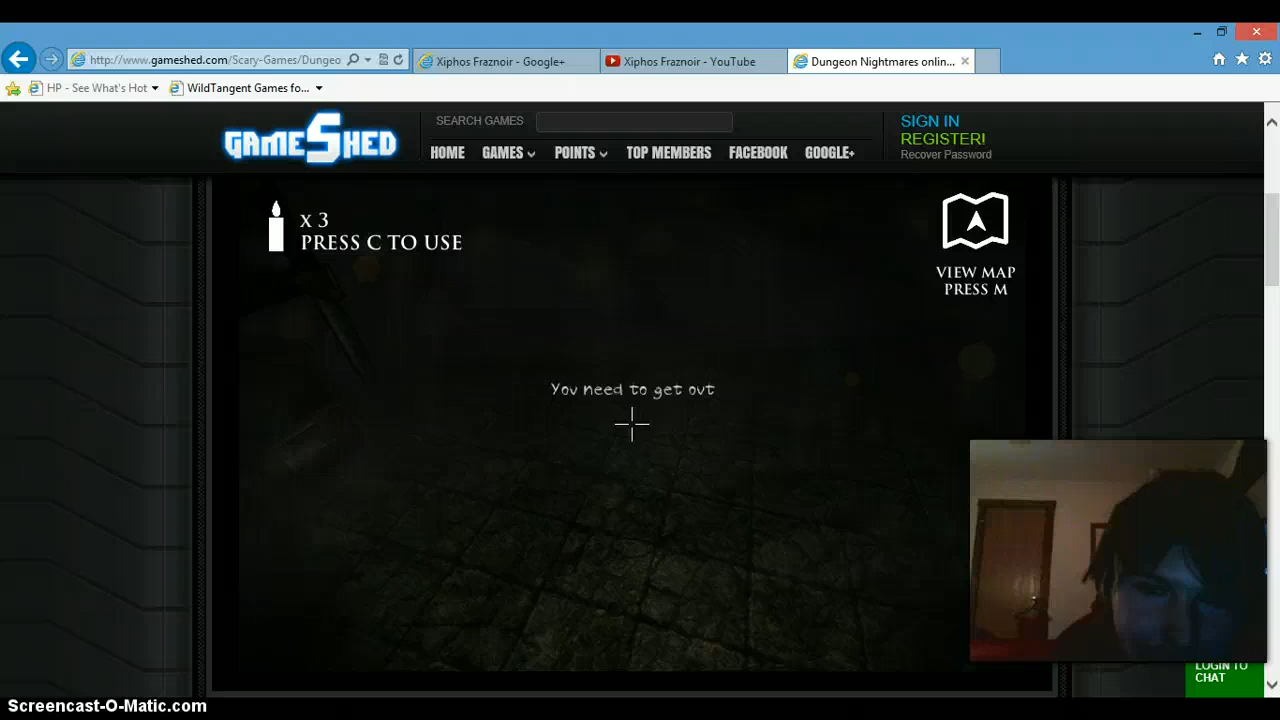 http://www.gameshed.com/Scary-Games/Dungeo
Xiphos Fraznoir - Google+
Xiphos Fraznoir - YouTube
Dungeon Nightmares onlin...
HP - See What's Hot
WildTangent Games fo...
GAMESHED
SEARCH GAMES
SIGN IN
REGISTER!
Recover Password
HOME
GAMES
POINTS
TOP MEMBERS
FACEBOOK
GOOGLE+
X 3
PRESS C TO USE
VIEW MAP
PRESS M
You need to get out
LOGIN TO
CHAT
Screencast-O-Matic.com